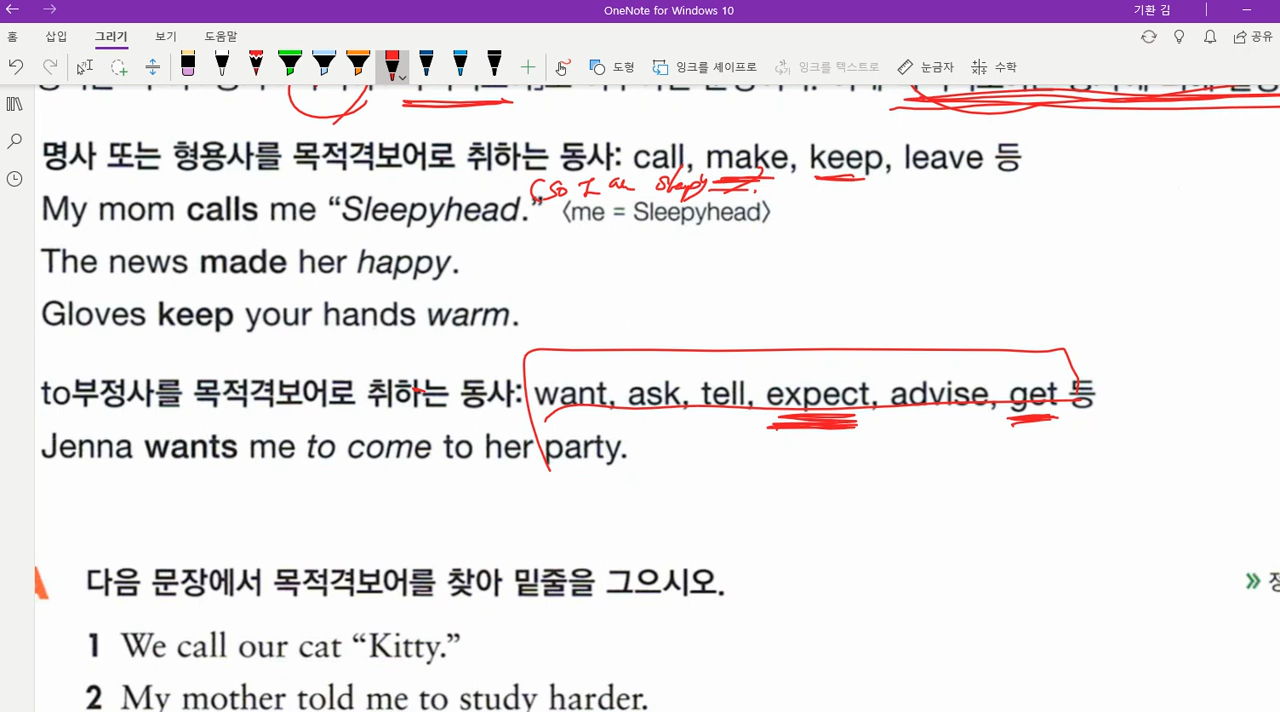 OneNote for Windows 10
기환 김
홈 삽입 그리기 보기 도움말
공유
도형 잉크를 셰이프로 잉크를 텍스트로 눈금자 수학
명사 또는 형용사를 목적격보어로 취하는 동사: call, make, keep, leave 등
(so I am sleepy
My mom calls me “Sleepyhead.” 〈me = Sleepyhead〉
The news made her happy.
Gloves keep your hands warm.
to부정사를 목적격보어로 취하는 동사: want, ask, tell, expect, advise, get 등
Jenna wants me to come to her party.
A 다음 문장에서 목적격보어를 찾아 밑줄을 그으시오.
1 We call our cat “Kitty.”
2 My mother told me to study harder.